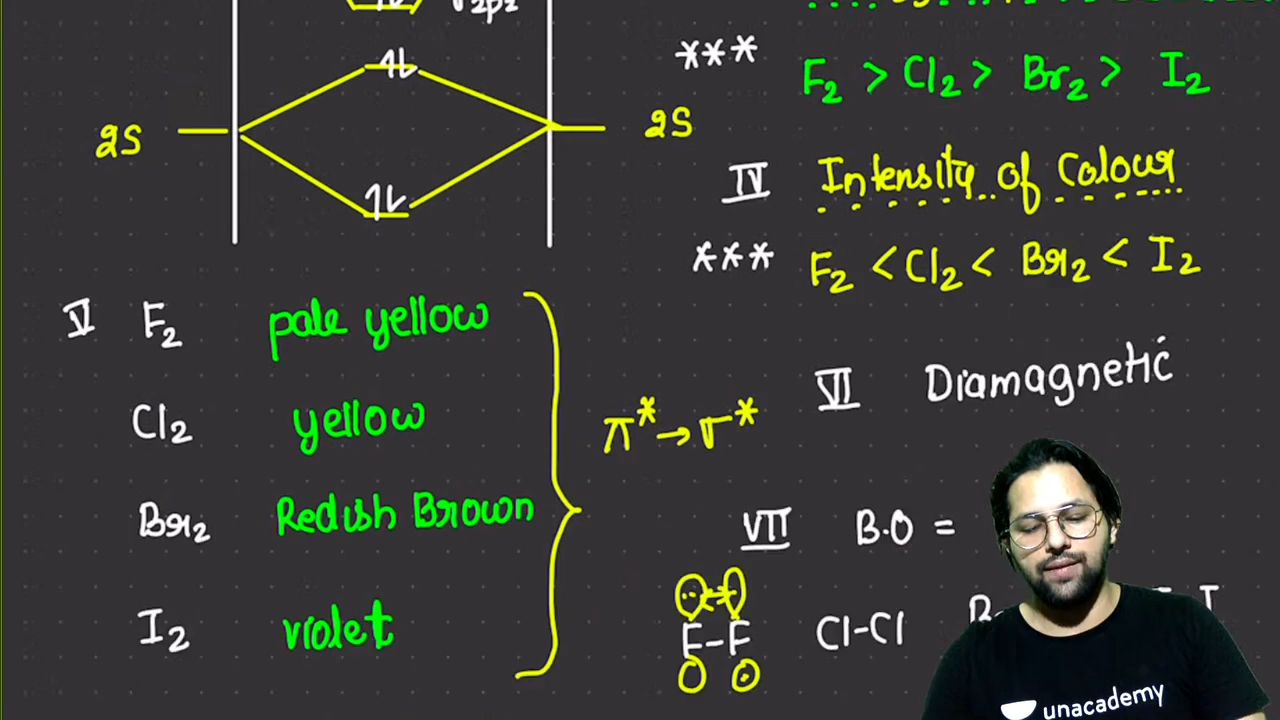 σ2p2
***
F2 > Cl2 > Br2 > I2
2S
2S
IV Intensity of Colour
*** F2 < Cl2 < Br2 < I2
V F2 pale yellow
Cl2 yellow
Br2 Redish Brown
I2 violet
π* → σ*
VI Diamagnetic
VII B.O =
F-F Cl-Cl
unacademy